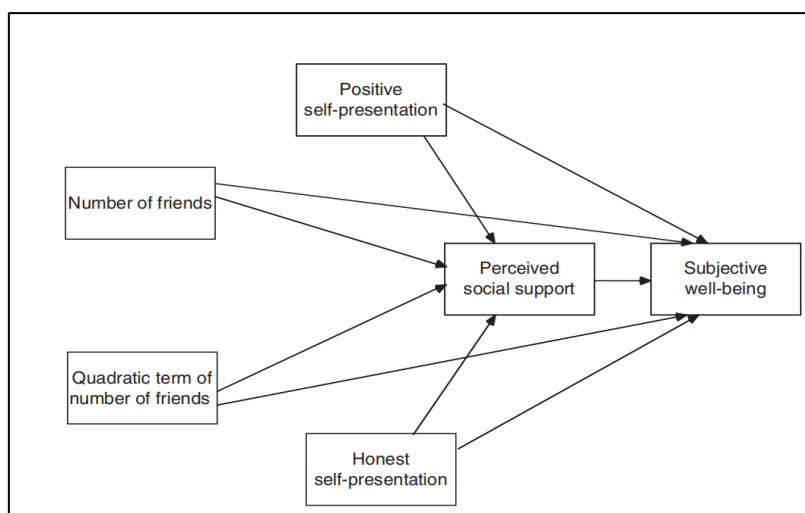 Positive
self-presentation
Number of friends
Perceived
social support
Subjective
well-being
Quadratic term of
number of friends
Honest
self-presentation